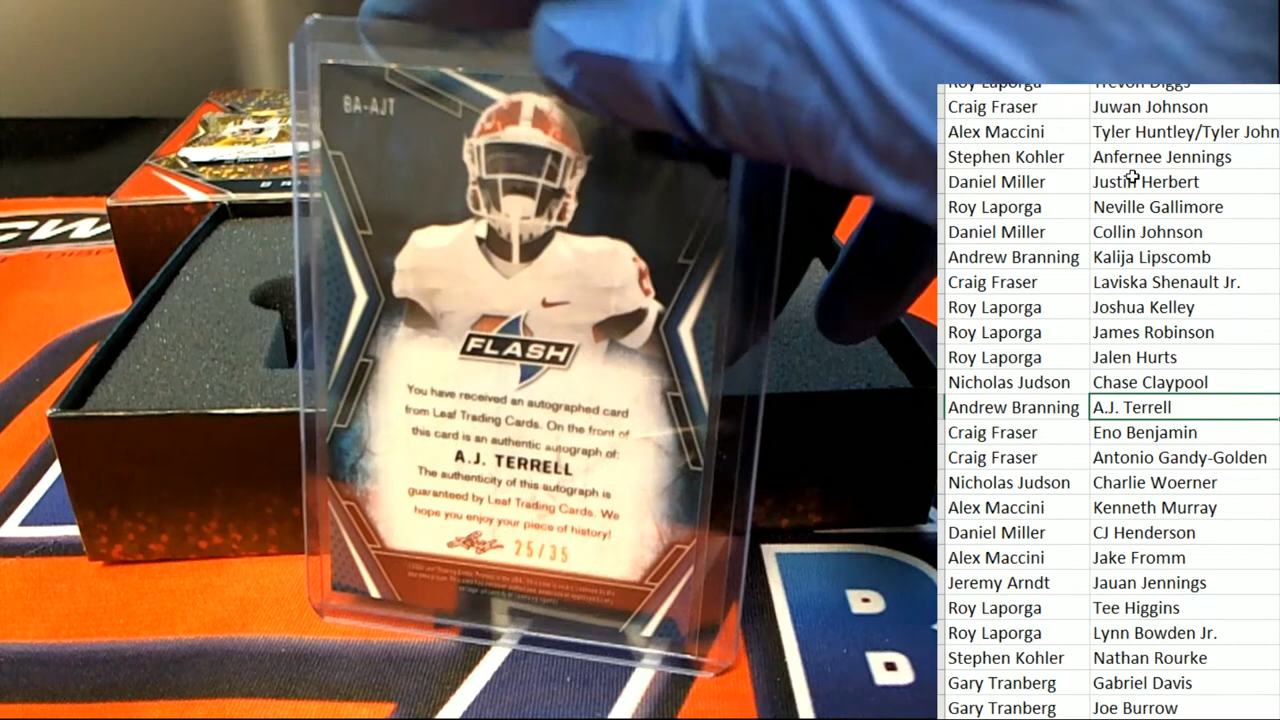 BA-AJT
FLASH
You have received an autographed card
from Leaf Trading Cards. On the front of
this card is an authentic autograph of:
A.J. TERRELL
The authenticity of this autograph is
guaranteed by Leaf Trading Cards. We
hope you enjoy your piece of history!
Leaf 25/35
Roy Laporga Trevon Diggs
Craig Fraser Juwan Johnson
Alex Maccini Tyler Huntley/Tyler John
Stephen Kohler Anfernee Jennings
Daniel Miller Justin Herbert
Roy Laporga Neville Gallimore
Daniel Miller Collin Johnson
Andrew Branning Kalija Lipscomb
Craig Fraser Laviska Shenault Jr.
Roy Laporga Joshua Kelley
Roy Laporga James Robinson
Roy Laporga Jalen Hurts
Nicholas Judson Chase Claypool
Andrew Branning A.J. Terrell
Craig Fraser Eno Benjamin
Craig Fraser Antonio Gandy-Golden
Nicholas Judson Charlie Woerner
Alex Maccini Kenneth Murray
Daniel Miller CJ Henderson
Alex Maccini Jake Fromm
Jeremy Arndt Jauan Jennings
Roy Laporga Tee Higgins
Roy Laporga Lynn Bowden Jr.
Stephen Kohler Nathan Rourke
Gary Tranberg Gabriel Davis
Gary Tranberg Joe Burrow